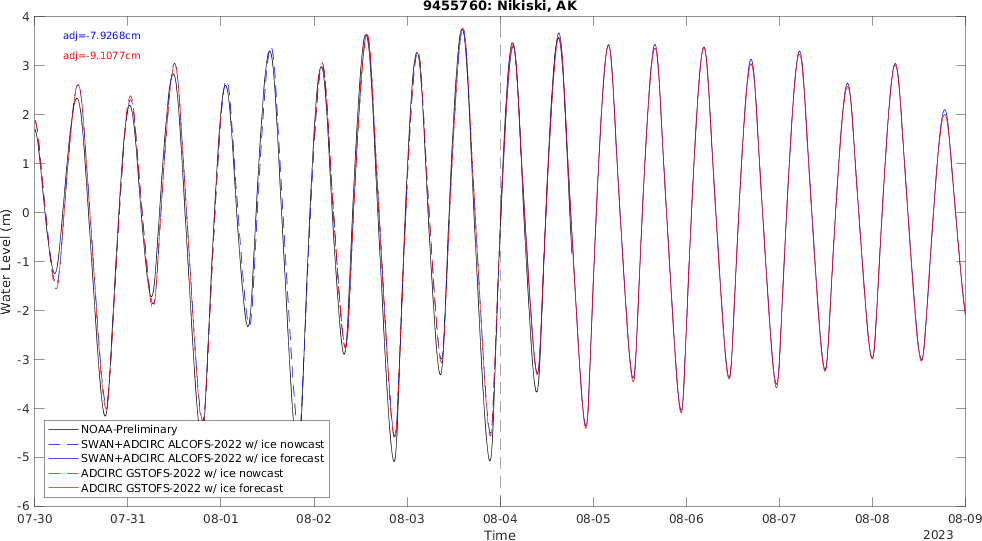 9455760: Nikiski, AK
adj=-7.9268cm
adj=-9.1077cm
4
3
2
1
0
-1
-2
-3
-4
-5
-6
Water Level (m)
NOAA-Preliminary
SWAN+ADCIRC ALCOFS-2022 w/ ice nowcast
SWAN+ADCIRC ALCOFS-2022 w/ ice forecast
ADCIRC GSTOFS-2022 w/ ice nowcast
ADCIRC GSTOFS-2022 w/ ice forecast
07-30 07-31 08-01 08-02 08-03 08-04 08-05 08-06 08-07 08-08 08-09
Time
2023